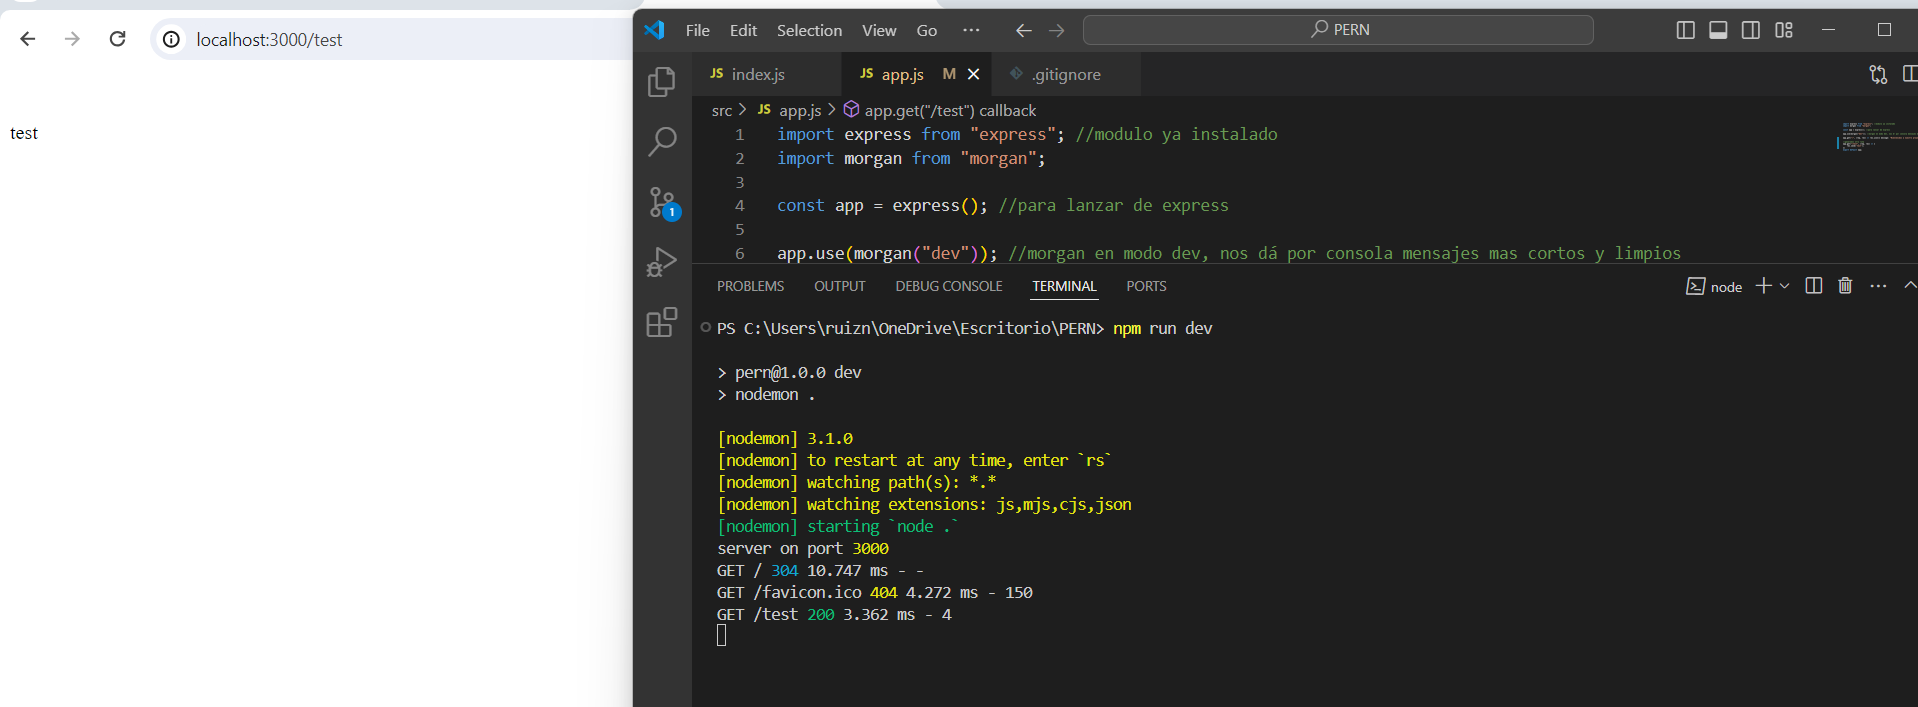 localhost:3000/test
test
File Edit Selection View Go ··· PERN
JS index.js
JS app.js M
.gitignore
src > JS app.js > app.get("/test") callback
1 import express from "express"; //modulo ya instalado
2 import morgan from "morgan";
3
4 const app = express(); //para lanzar de express
5
6 app.use(morgan("dev")); //morgan en modo dev, nos dá por consola mensajes mas cortos y limpios
1
PROBLEMS OUTPUT DEBUG CONSOLE TERMINAL PORTS
node
PS C:\Users\ruizn\OneDrive\Escritorio\PERN> npm run dev
> pern@1.0.0 dev
> nodemon .
[nodemon] 3.1.0
[nodemon] to restart at any time, enter `rs`
[nodemon] watching path(s): *.*
[nodemon] watching extensions: js,mjs,cjs,json
[nodemon] starting `node .`
server on port 3000
GET / 304 10.747 ms - -
GET /favicon.ico 404 4.272 ms - 150
GET /test 200 3.362 ms - 4